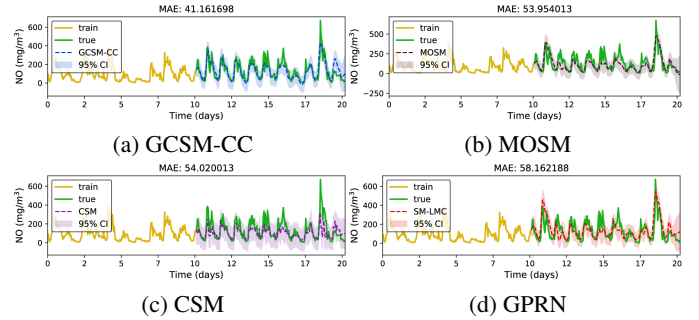 MAE: 41.161698
NO (mg/m³)
600
400
200
0
train
true
GCSM-CC
95% CI
0 2 5 7 10 12 15 17 20
Time (days)
(a) GCSM-CC
MAE: 53.954013
NO (mg/m³)
500
250
0
−250
train
true
MOSM
95% CI
0 2 5 7 10 12 15 17 20
Time (days)
(b) MOSM
MAE: 54.020013
NO (mg/m³)
600
400
200
0
train
true
CSM
95% CI
0 2 5 7 10 12 15 17 20
Time (days)
(c) CSM
MAE: 58.162188
NO (mg/m³)
600
400
200
0
train
true
SM-LMC
95% CI
0 2 5 7 10 12 15 17 20
Time (days)
(d) GPRN